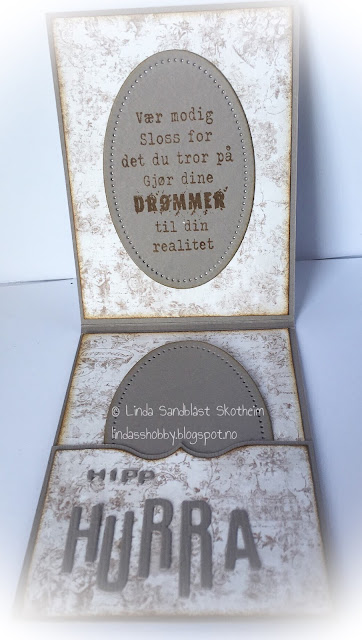 Vær modig
Sloss for
det du tror på
Gjør dine
DRØMMER
til din
realitet
© Linda Sandblåst Skotheim
lindasshobby.blogspot.no
HIPP
HURRA